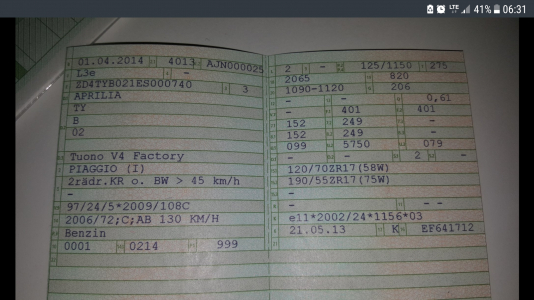 LTE 41% 06:31
01.04.2014 4013 AJN000025
L3e -
ZD4TYB021ES000740 3
APRILIA
TY
B
02
Tuono V4 Factory
PIAGGIO (I)
2rädr.KR o. BW > 45 km/h
-
97/24/5*2009/108C
2006/72;C;AB 130 KM/H
Benzin
0001 0214 999
2 - 125/1150 275
2065 820
1090-1120 206
- - 0,61
- 401 401
152 249 -
152 249 -
099 5750 079
- - 2 -
120/70ZR17(58W)
190/55ZR17(75W)
-
- - -
e11*2002/24*1156*03
21.05.13 K EF641712